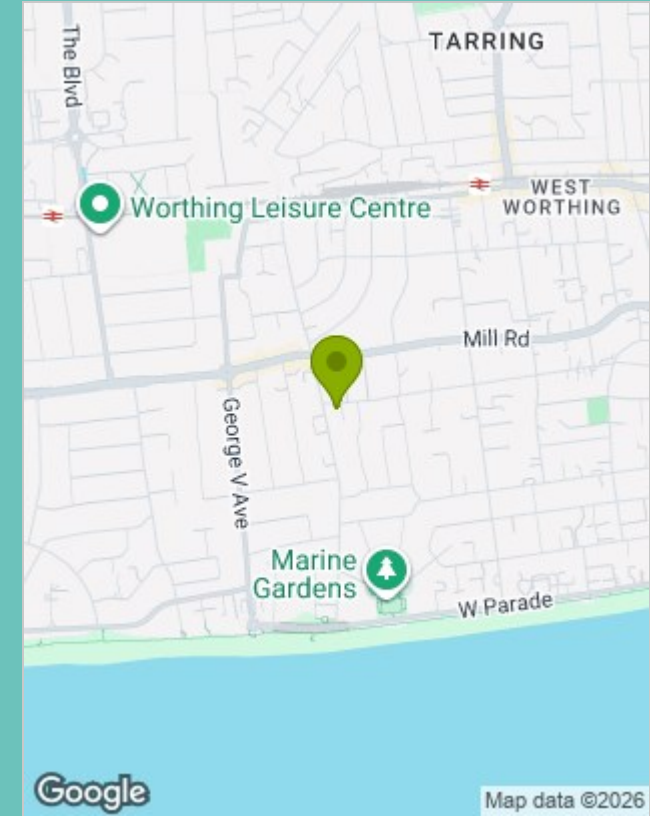 The Blvd
TARRING
Worthing Leisure Centre
WEST
WORTHING
Mill Rd
George V Ave
Marine
Gardens
W Parade
Google
Map data ©2026